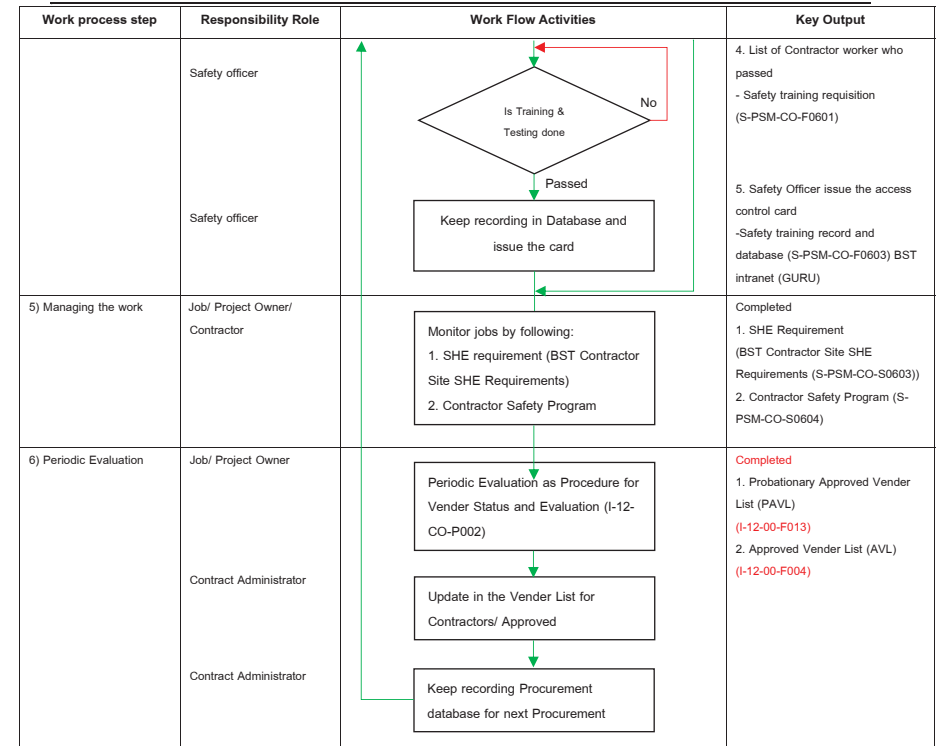 Work process step
Responsibility Role
Work Flow Activities
Key Output
Safety officer
Is Training &
Testing done
No
Passed
4. List of Contractor worker who
passed
- Safety training requisition
(S-PSM-CO-F0601)
Safety officer
Keep recording in Database and
issue the card
5. Safety Officer issue the access
control card
-Safety training record and
database (S-PSM-CO-F0603) BST
intranet (GURU)
5) Managing the work
Job/ Project Owner/
Contractor
Monitor jobs by following:
1. SHE requirement (BST Contractor
Site SHE Requirements)
2. Contractor Safety Program
Completed
1. SHE Requirement
(BST Contractor Site SHE
Requirements (S-PSM-CO-S0603))
2. Contractor Safety Program (S-
PSM-CO-S0604)
6) Periodic Evaluation
Job/ Project Owner
Periodic Evaluation as Procedure for
Vender Status and Evaluation (I-12-
CO-P002)
Completed
1. Probationary Approved Vender
List (PAVL)
(I-12-00-F013)
2. Approved Vender List (AVL)
(I-12-00-F004)
Contract Administrator
Update in the Vender List for
Contractors/ Approved
Contract Administrator
Keep recording Procurement
database for next Procurement